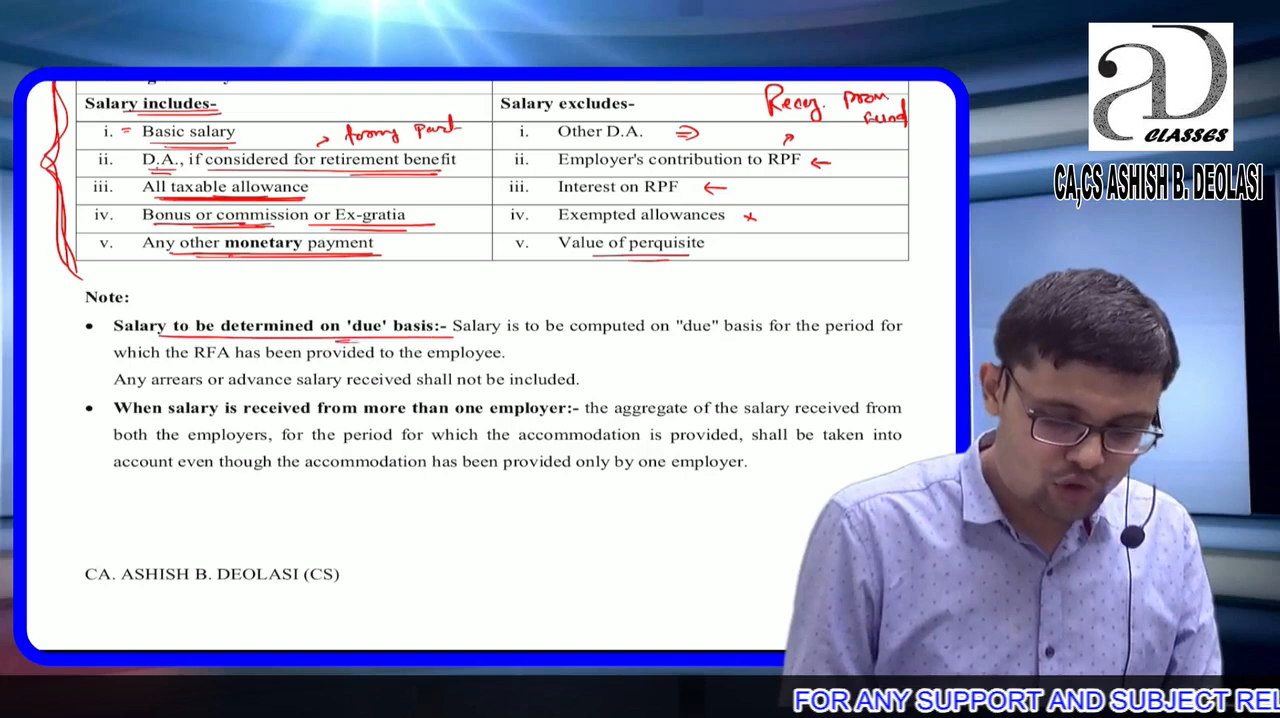 Salary includes-
Salary excludes-
Recog. Prov.
Fund
i. = Basic salary
→ forming part
i. Other D.A. ⇒
ii. D.A., if considered for retirement benefit
ii. Employer's contribution to RPF ←
iii. All taxable allowance
iii. Interest on RPF ←
iv. Bonus or commission or Ex-gratia
iv. Exempted allowances ×
v. Any other monetary payment
v. Value of perquisite
Note:
• Salary to be determined on 'due' basis:- Salary is to be computed on "due" basis for the period for
which the RFA has been provided to the employee.
Any arrears or advance salary received shall not be included.
• When salary is received from more than one employer:- the aggregate of the salary received from
both the employers, for the period for which the accommodation is provided, shall be taken into
account even though the accommodation has been provided only by one employer.
CA. ASHISH B. DEOLASI (CS)
aD
CLASSES
CA,CS ASHISH B. DEOLASI
FOR ANY SUPPORT AND SUBJECT REL